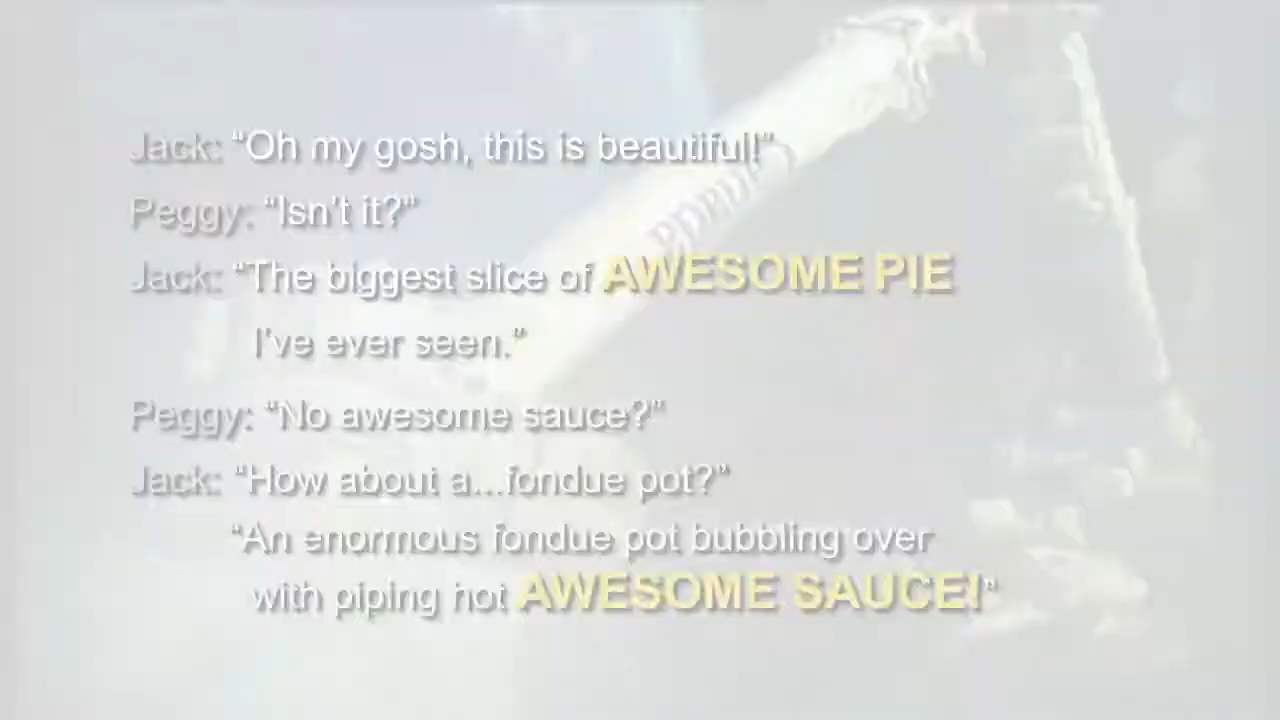 Jack: “Oh my gosh, this is beautiful!”
Peggy: “Isn’t it?”
Jack: “The biggest slice of AWESOME PIE
I’ve ever seen.”
Peggy: “No awesome sauce?”
Jack: “How about a...fondue pot?”
“An enormous fondue pot bubbling over
with piping hot AWESOME SAUCE!”